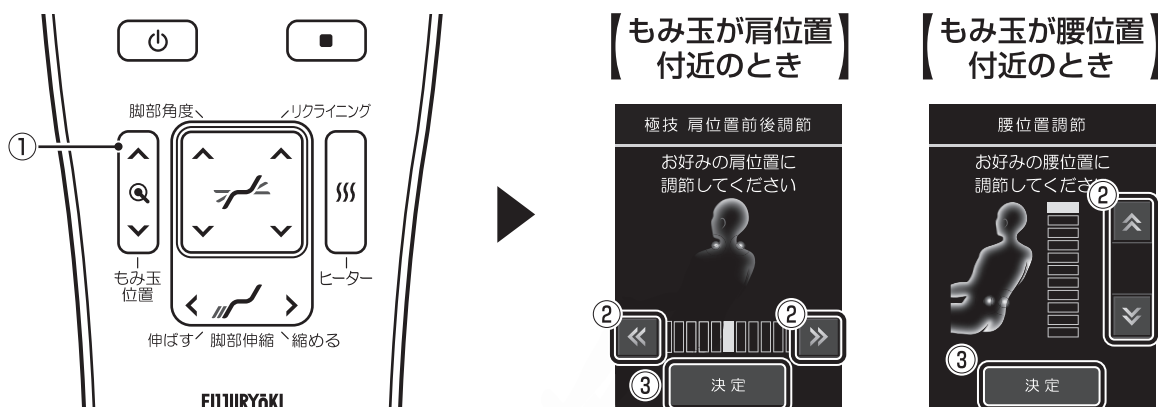 ①
脚部角度
リクライニング
もみ玉
位置
ヒーター
伸ばす
脚部伸縮
縮める
FUJIIRYOKI
【もみ玉が肩位置
付近のとき】
極技 肩位置前後調節
お好みの肩位置に
調節してください
②
②
③
決定
【もみ玉が腰位置
付近のとき】
腰位置調節
お好みの腰位置に
調節してください
②
③
決定